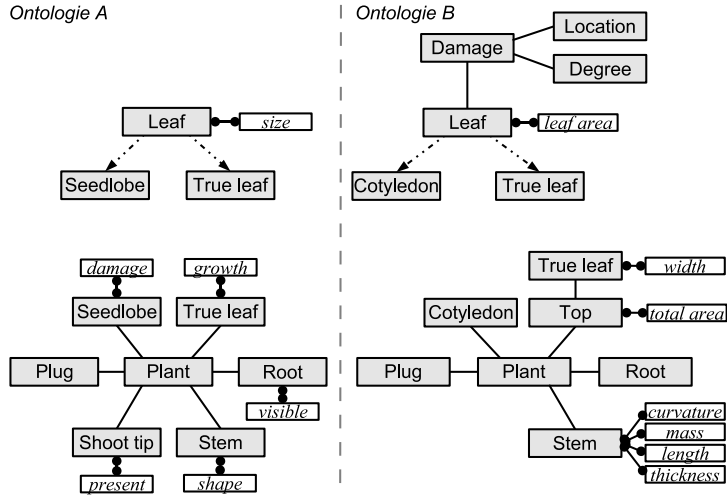 Ontologie A
Leaf
size
Seedlobe
True leaf
damage
growth
Seedlobe
True leaf
Plug
Plant
Root
visible
Shoot tip
Stem
present
shape
Ontologie B
Location
Damage
Degree
Leaf
leaf area
Cotyledon
True leaf
True leaf
width
Cotyledon
Top
total area
Plug
Plant
Root
curvature
Stem
mass
length
thickness